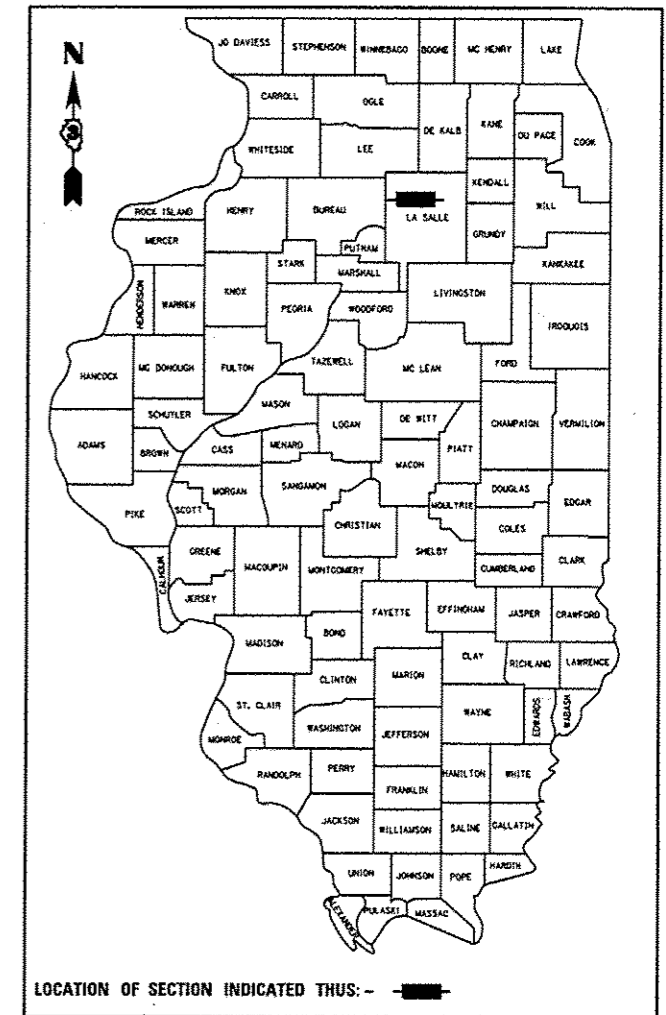 N
JO DAVIESS STEPHENSON WINNEBAGO BOONE MC HENRY LAKE
CARROLL OGLE DE KALB KANE DU PAGE COOK
WHITESIDE LEE KENDALL WILL
ROCK ISLAND HENRY BUREAU LA SALLE GRUNDY
MERCER PUTNAM KANKAKEE
STARK MARSHALL
HENDERSON WARREN KNOX PEORIA WOODFORD LIVINGSTON IROQUOIS
HANCOCK MC DONOUGH FULTON TAZEWELL MC LEAN FORD
SCHUYLER MASON LOGAN DE WITT CHAMPAIGN VERMILION
ADAMS BROWN CASS MENARD PIATT
MACON
PIKE SCOTT MORGAN SANGAMON MOULTRIE DOUGLAS EDGAR
CHRISTIAN COLES
CALHOUN GREENE MACOUPIN MONTGOMERY SHELBY CUMBERLAND CLARK
JERSEY FAYETTE EFFINGHAM JASPER CRAWFORD
MADISON BOND
CLAY RICHLAND LAWRENCE
CLINTON MARION
ST. CLAIR WAYNE EDWARDS WABASH
MONROE WASHINGTON JEFFERSON
RANDOLPH PERRY HAMILTON WHITE
FRANKLIN
JACKSON WILLIAMSON SALINE GALLATIN
UNION JOHNSON POPE HARDIN
ALEXANDER PULASKI MASSAC
LOCATION OF SECTION INDICATED THUS: -